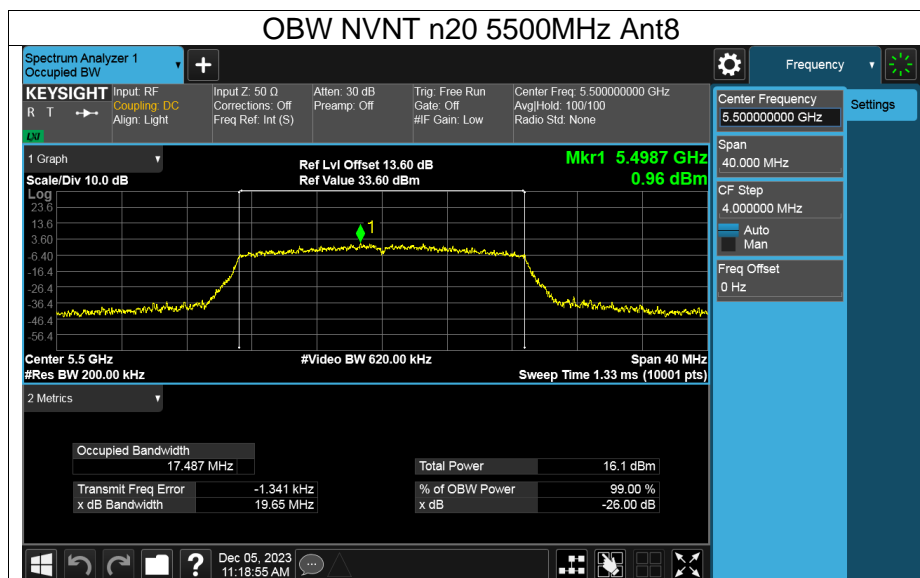 OBW NVNT n20 5500MHz Ant8
Spectrum Analyzer 1
Occupied BW
Frequency
KEYSIGHT
R T
LXI
Input: RF
Coupling: DC
Align: Light
Input Z: 50 Ω
Corrections: Off
Freq Ref: Int (S)
Atten: 30 dB
Preamp: Off
Trig: Free Run
Gate: Off
#IF Gain: Low
Center Freq: 5.500000000 GHz
Avg|Hold: 100/100
Radio Std: None
Center Frequency
5.500000000 GHz
Settings
Span
40.000 MHz
CF Step
4.000000 MHz
Auto
Man
Freq Offset
0 Hz
1 Graph
Scale/Div 10.0 dB
Ref Lvl Offset 13.60 dB
Ref Value 33.60 dBm
Mkr1 5.4987 GHz
0.96 dBm
Log
23.6
13.6
3.60
-6.40
-16.4
-26.4
-36.4
-46.4
-56.4
1
Center 5.5 GHz
#Video BW 620.00 kHz
Span 40 MHz
#Res BW 200.00 kHz
Sweep Time 1.33 ms (10001 pts)
2 Metrics
Occupied Bandwidth
17.487 MHz
Total Power 16.1 dBm
Transmit Freq Error -1.341 kHz
% of OBW Power 99.00 %
x dB Bandwidth 19.65 MHz
x dB -26.00 dB
?
Dec 05, 2023
11:18:55 AM